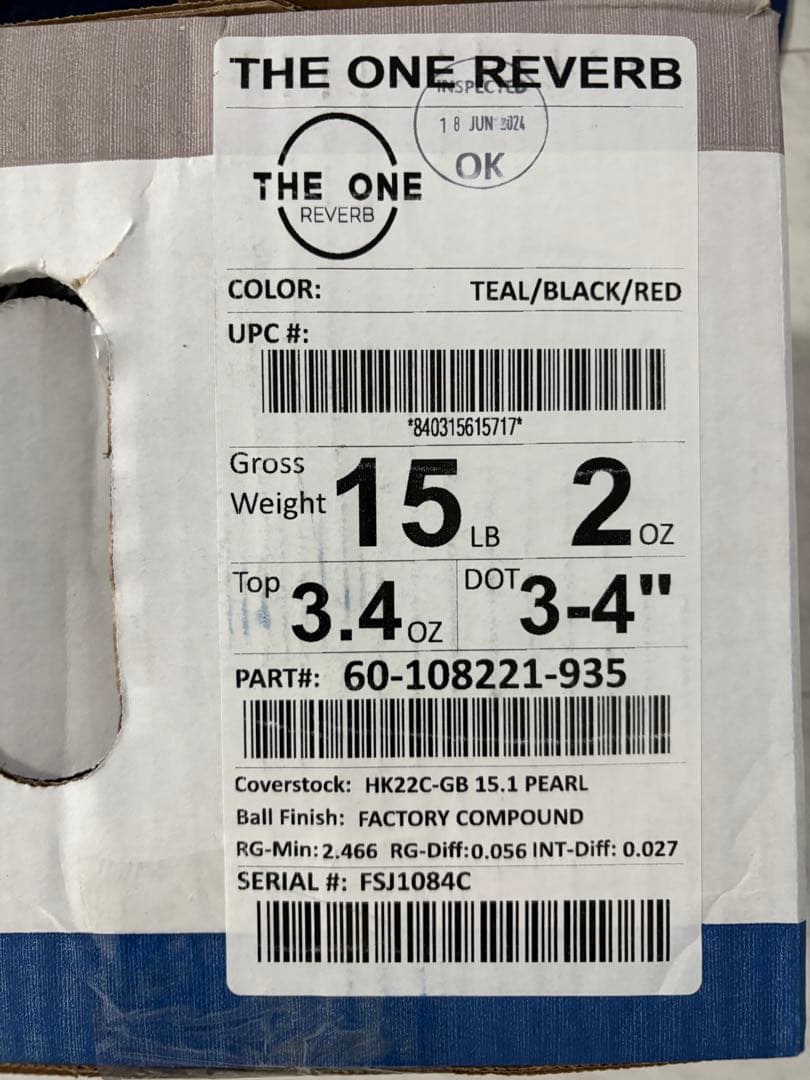 THE ONE REVERB
INSPECTED
18 JUN 2024
OK
THE ONE
REVERB
COLOR: TEAL/BLACK/RED
UPC #:
*840315615717*
Gross Weight 15 LB 2 OZ
Top 3.4 OZ DOT 3-4"
PART#: 60-108221-935
Coverstock: HK22C-GB 15.1 PEARL
Ball Finish: FACTORY COMPOUND
RG-Min: 2.466 RG-Diff: 0.056 INT-Diff: 0.027
SERIAL #: FSJ1084C